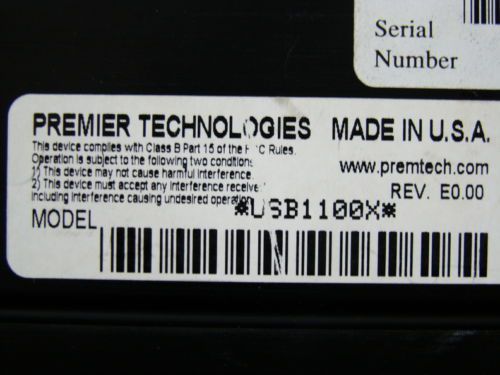 Serial
Number
PREMIER TECHNOLOGIES MADE IN U.S.A.
This device complies with Class B Part 15 of the FCC Rules.
Operation is subject to the following two conditions:
1) This device may not cause harmful interference.
2) This device must accept any interference receive
including interference causing undesired operation.
www.premtech.com
REV. E0.00
MODEL *USB1100X*